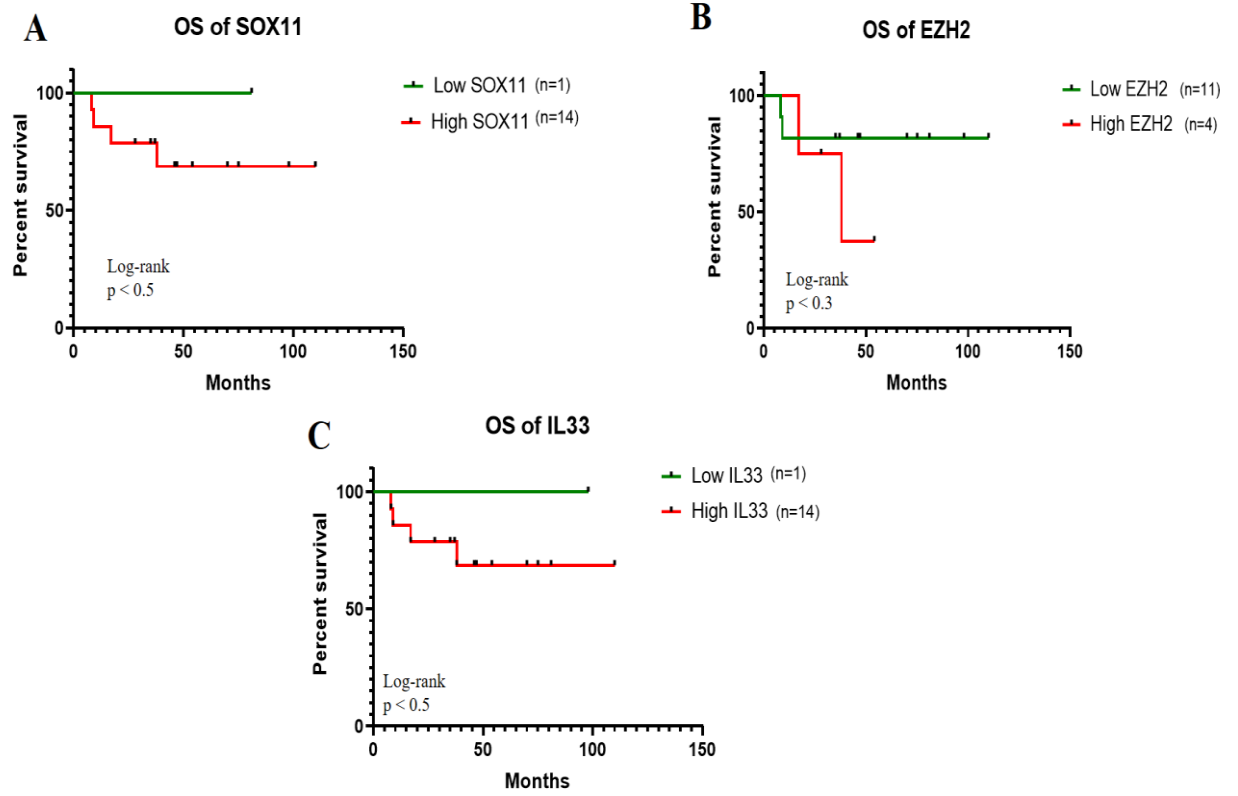 A
OS of SOX11
Low SOX11 (n=1)
High SOX11 (n=14)
Percent survival
100
50
0
Log-rank
p < 0.5
0 50 100 150
Months
B
OS of EZH2
Low EZH2 (n=11)
High EZH2 (n=4)
Percent survival
100
50
0
Log-rank
p < 0.3
0 50 100 150
Months
C
OS of IL33
Low IL33 (n=1)
High IL33 (n=14)
Percent survival
100
50
0
Log-rank
p < 0.5
0 50 100 150
Months